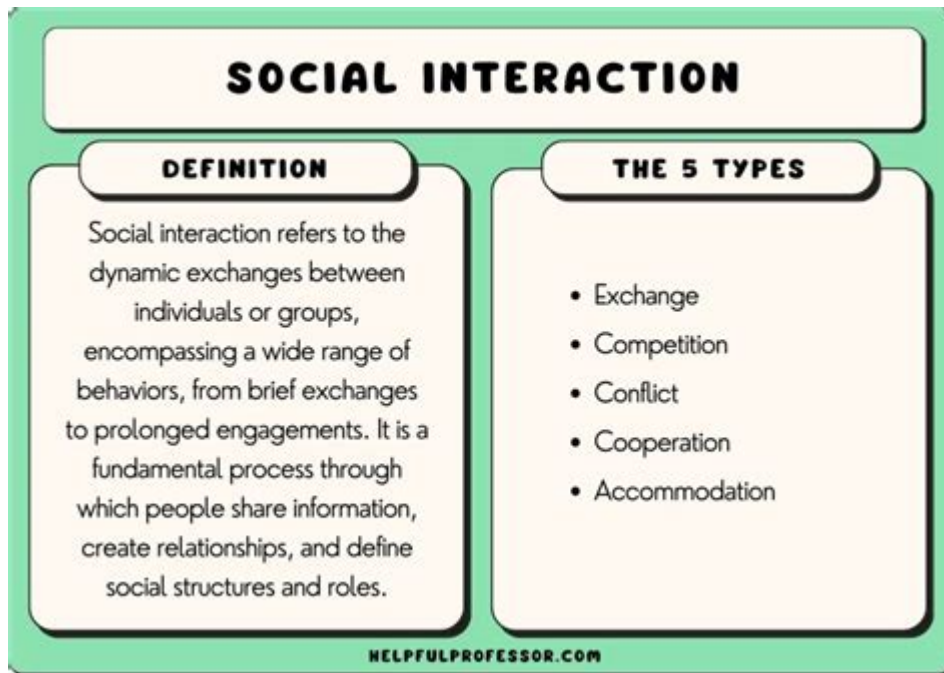 SOCIAL INTERACTION
DEFINITION
Social interaction refers to the
dynamic exchanges between
individuals or groups,
encompassing a wide range of
behaviors, from brief exchanges
to prolonged engagements. It is a
fundamental process through
which people share information,
create relationships, and define
social structures and roles.
THE 5 TYPES
• Exchange
• Competition
• Conflict
• Cooperation
• Accommodation
HELPFULPROFESSOR.COM